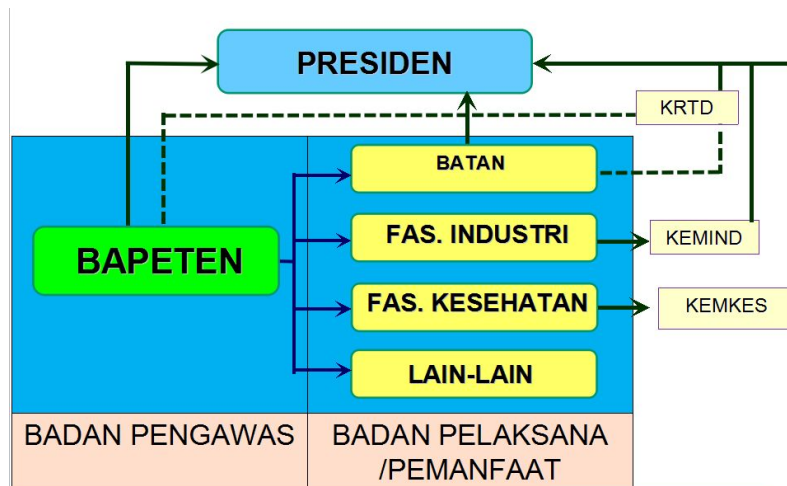 PRESIDEN
KRTD
BATAN
FAS. INDUSTRI
KEMIND
BAPETEN
FAS. KESEHATAN
KEMKES
LAIN-LAIN
BADAN PENGAWAS
BADAN PELAKSANA
/PEMANFAAT